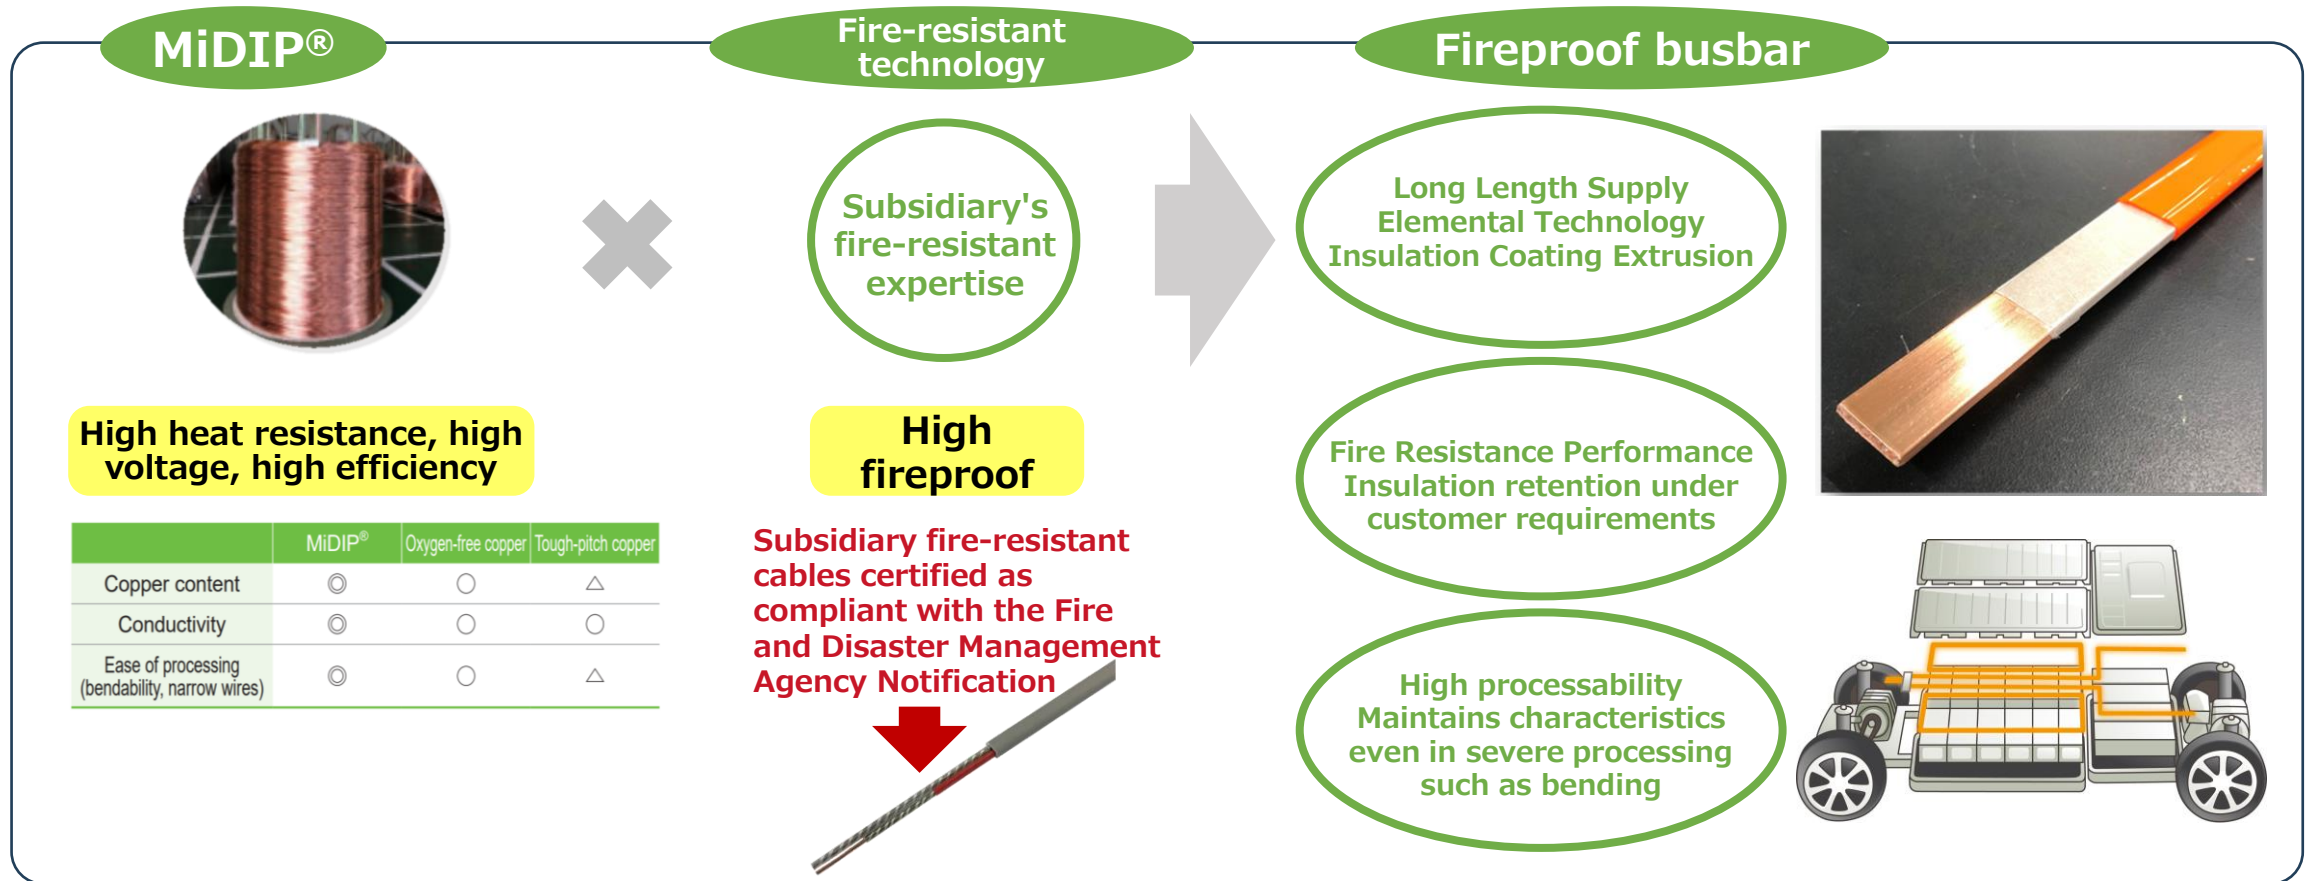 MiDIP®
Fire-resistant
technology
Fireproof busbar
Subsidiary's
fire-resistant
expertise
High heat resistance, high
voltage, high efficiency
High
fireproof
MiDIP® Oxygen-free copper Tough-pitch copper
Copper content ◎ ○ △
Conductivity ◎ ○ ○
Ease of processing
(bendability, narrow wires) ◎ ○ △
Subsidiary fire-resistant
cables certified as
compliant with the Fire
and Disaster Management
Agency Notification
Long Length Supply
Elemental Technology
Insulation Coating Extrusion
Fire Resistance Performance
Insulation retention under
customer requirements
High processability
Maintains characteristics
even in severe processing
such as bending